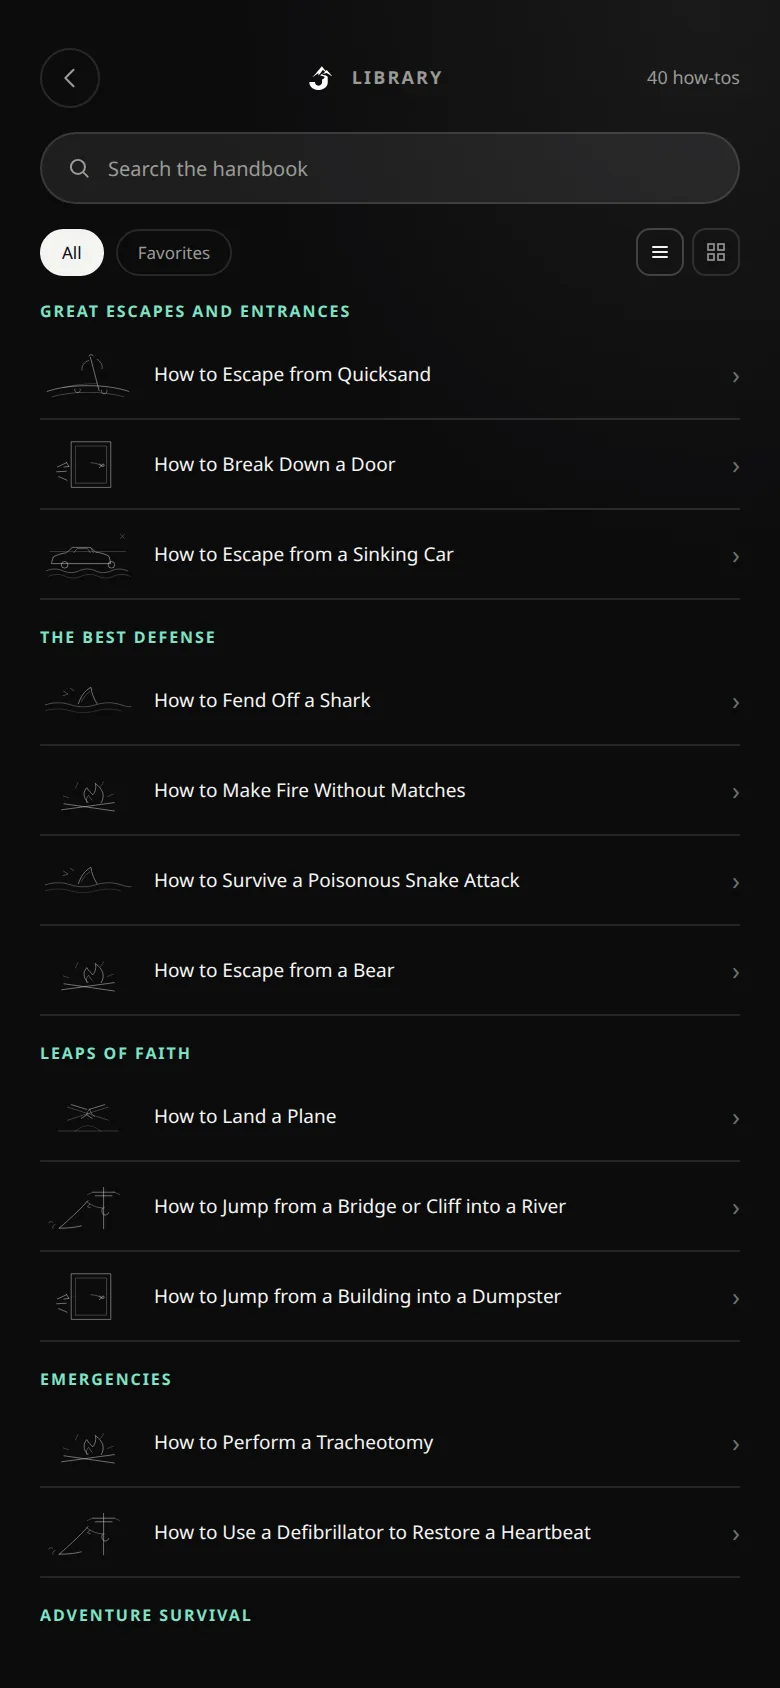 LIBRARY
40 how-tos
Search the handbook
All
Favorites
GREAT ESCAPES AND ENTRANCES
How to Escape from Quicksand
How to Break Down a Door
How to Escape from a Sinking Car
THE BEST DEFENSE
How to Fend Off a Shark
How to Make Fire Without Matches
How to Survive a Poisonous Snake Attack
How to Escape from a Bear
LEAPS OF FAITH
How to Land a Plane
How to Jump from a Bridge or Cliff into a River
How to Jump from a Building into a Dumpster
EMERGENCIES
How to Perform a Tracheotomy
How to Use a Defibrillator to Restore a Heartbeat
ADVENTURE SURVIVAL